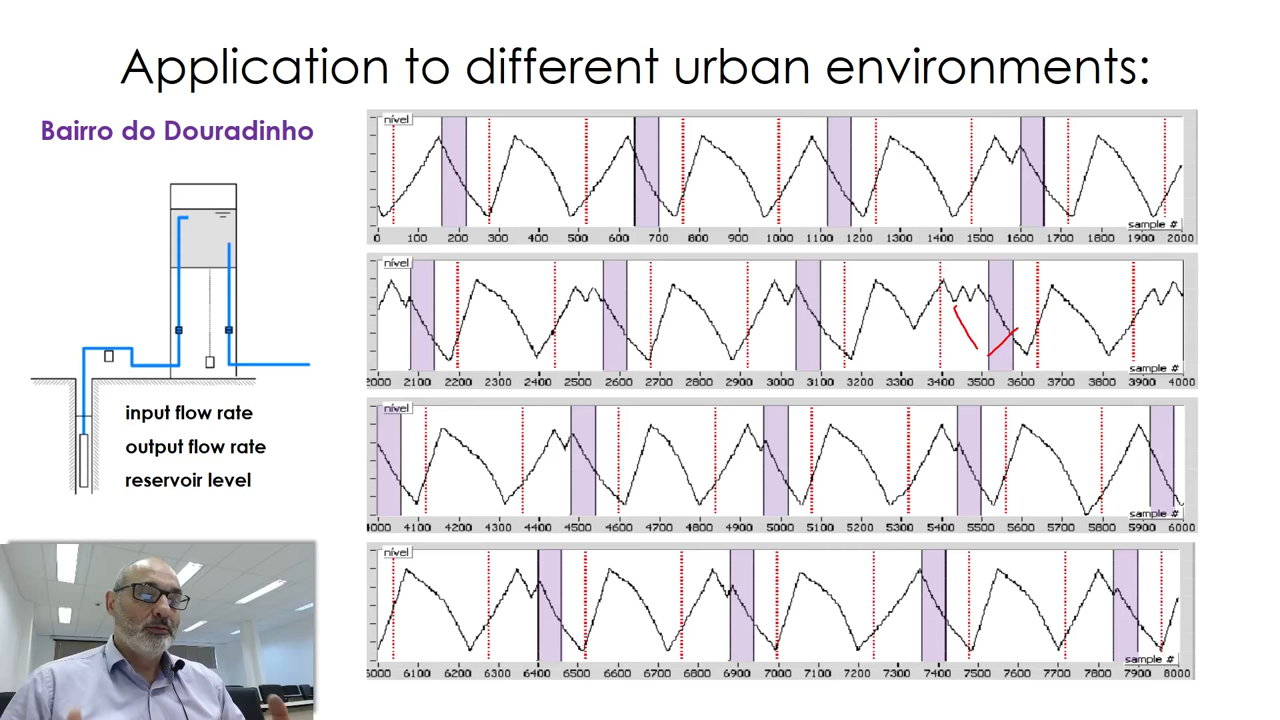 Application to different urban environments:
Bairro do Douradinho
input flow rate
output flow rate
reservoir level
nível
sample #
0 100 200 300 400 500 600 700 800 900 1000 1100 1200 1300 1400 1500 1600 1700 1800 1900 2000
nível
sample #
2000 2100 2200 2300 2400 2500 2600 2700 2800 2900 3000 3100 3200 3300 3400 3500 3600 3700 3800 3900 4000
nível
sample #
4000 4100 4200 4300 4400 4500 4600 4700 4800 4900 5000 5100 5200 5300 5400 5500 5600 5700 5800 5900 6000
nível
sample #
6000 6100 6200 6300 6400 6500 6600 6700 6800 6900 7000 7100 7200 7300 7400 7500 7600 7700 7800 7900 8000